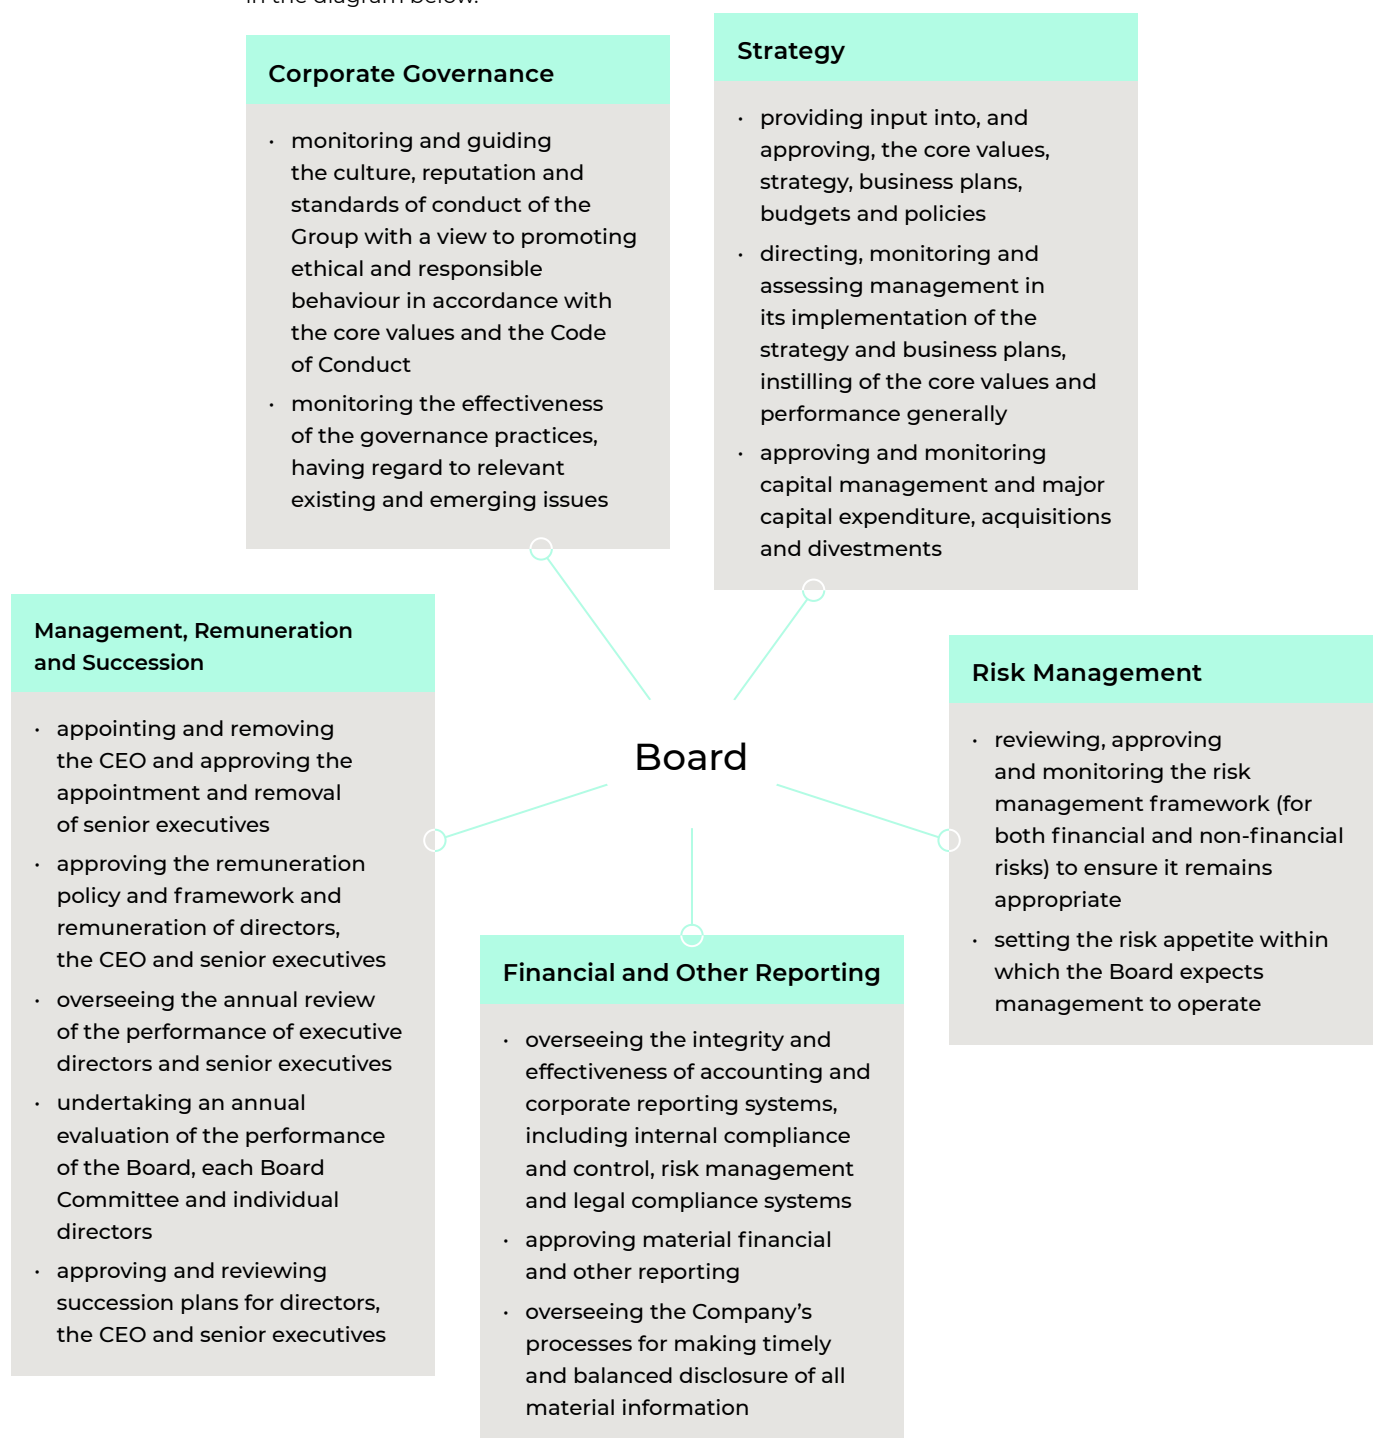 in the diagram below.
Corporate Governance
• monitoring and guiding
the culture, reputation and
standards of conduct of the
Group with a view to promoting
ethical and responsible
behaviour in accordance with
the core values and the Code
of Conduct
• monitoring the effectiveness
of the governance practices,
having regard to relevant
existing and emerging issues
Strategy
• providing input into, and
approving, the core values,
strategy, business plans,
budgets and policies
• directing, monitoring and
assessing management in
its implementation of the
strategy and business plans,
instilling of the core values and
performance generally
• approving and monitoring
capital management and major
capital expenditure, acquisitions
and divestments
Management, Remuneration
and Succession
• appointing and removing
the CEO and approving the
appointment and removal
of senior executives
• approving the remuneration
policy and framework and
remuneration of directors,
the CEO and senior executives
• overseeing the annual review
of the performance of executive
directors and senior executives
• undertaking an annual
evaluation of the performance
of the Board, each Board
Committee and individual
directors
• approving and reviewing
succession plans for directors,
the CEO and senior executives
Board
Risk Management
• reviewing, approving
and monitoring the risk
management framework (for
both financial and non-financial
risks) to ensure it remains
appropriate
• setting the risk appetite within
which the Board expects
management to operate
Financial and Other Reporting
• overseeing the integrity and
effectiveness of accounting and
corporate reporting systems,
including internal compliance
and control, risk management
and legal compliance systems
• approving material financial
and other reporting
• overseeing the Company’s
processes for making timely
and balanced disclosure of all
material information